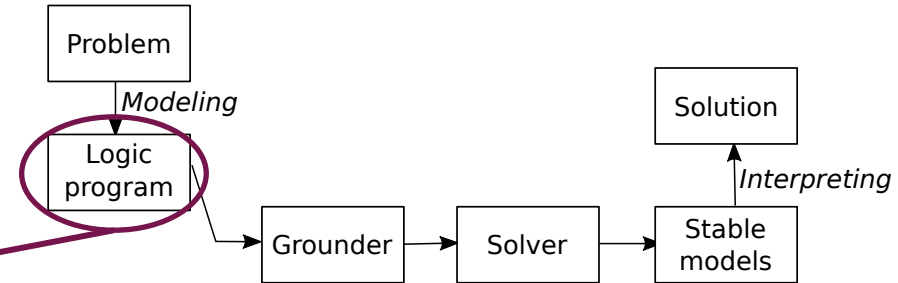 Problem
Modeling
Logic
program
Grounder
Solver
Stable
models
Interpreting
Solution